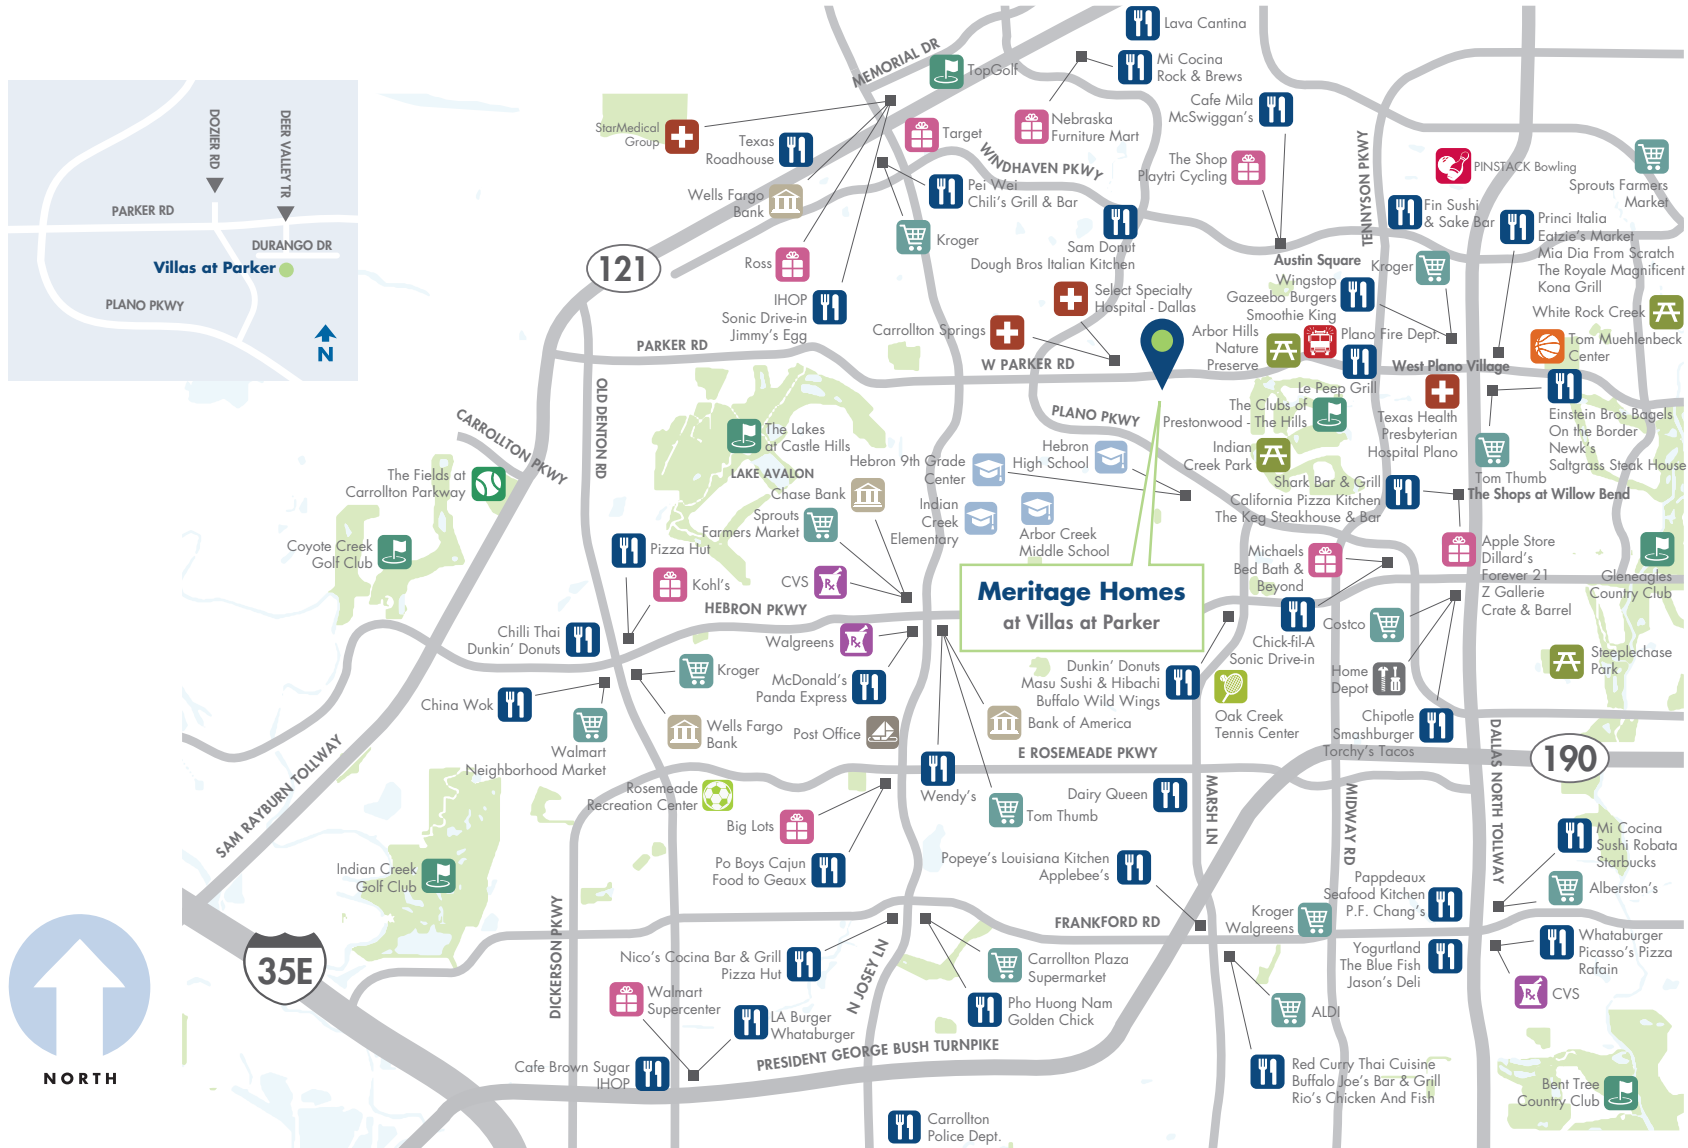 DOZIER RD
DEER VALLEY TR
PARKER RD
DURANGO DR
Villas at Parker
PLANO PKWY
N
Lava Cantina
MEMORIAL DR
TopGolf
Mi Cocina
Rock & Brews
Cafe Mila
McSwiggan's
StarMedical
Group
Texas
Roadhouse
Target
Nebraska
Furniture Mart
WINDHAVEN PKWY
The Shop
Playtri Cycling
TENNYSON PKWY
PINSTACK Bowling
Sprouts Farmers
Market
Wells Fargo
Bank
Pei Wei
Chili's Grill & Bar
Fin Sushi
& Sake Bar
Princi Italia
Eatzie's Market
Mia Dia From Scratch
The Royale Magnificent
Kona Grill
Kroger
Sam Donut
Dough Bros Italian Kitchen
121
Ross
Austin Square
Kroger
Wingstop
Gazeebo Burgers
Smoothie King
Select Specialty
Hospital - Dallas
IHOP
Sonic Drive-in
Jimmy's Egg
Carrollton Springs
White Rock Creek
Arbor Hills
Nature
Preserve
Plano Fire Dept.
Tom Muehlenbeck
Center
PARKER RD
W PARKER RD
West Plano Village
Le Peep Grill
OLD DENTON RD
CARROLLTON PKWY
PLANO PKWY
The Clubs of
Prestonwood - The Hills
Texas Health
Presbyterian
Hospital Plano
Einstein Bros Bagels
On the Border
Newk's
Saltgrass Steak House
The Lakes
at Castle Hills
LAKE AVALON
Hebron 9th Grade
Center
Hebron
High School
Indian
Creek Park
Tom Thumb
The Fields at
Carrollton Parkway
Chase Bank
Shark Bar & Grill
California Pizza Kitchen
The Keg Steakhouse & Bar
The Shops at Willow Bend
Sprouts
Farmers Market
Indian
Creek
Elementary
Arbor Creek
Middle School
Coyote Creek
Golf Club
Pizza Hut
Kohl's
CVS
Michaels
Bed Bath &
Beyond
Apple Store
Dillard's
Forever 21
Z Gallerie
Crate & Barrel
Gleneagles
Country Club
Meritage Homes
at Villas at Parker
HEBRON PKWY
Chilli Thai
Dunkin' Donuts
Walgreens
Chick-fil-A
Sonic Drive-in
Costco
Kroger
McDonald's
Panda Express
Dunkin' Donuts
Masu Sushi & Hibachi
Buffalo Wild Wings
Home
Depot
Steeplechase
Park
China Wok
Wells Fargo
Bank
Post Office
Bank of America
Oak Creek
Tennis Center
Chipotle
Smashburger
Torchy's Tacos
Walmart
Neighborhood Market
E ROSEMEADE PKWY
190
SAM RAYBURN TOLLWAY
Rosemeade
Recreation Center
Wendy's
Dairy Queen
MARSH LN
MIDWAY RD
DALLAS NORTH TOLLWAY
Big Lots
Tom Thumb
Mi Cocina
Sushi Robata
Starbucks
Po Boys Cajun
Food to Geaux
Popeye's Louisiana Kitchen
Applebee's
Indian Creek
Golf Club
Pappdeaux
Seafood Kitchen
P.F. Chang's
Alberston's
DICKERSON PKWY
FRANKFORD RD
Kroger
Walgreens
35E
Nico's Cocina Bar & Grill
Pizza Hut
N JOSEY LN
Carrollton Plaza
Supermarket
Yogurtland
The Blue Fish
Jason's Deli
Whataburger
Picasso's Pizza
Rafain
Walmart
Supercenter
CVS
LA Burger
Whataburger
Pho Huong Nam
Golden Chick
ALDI
PRESIDENT GEORGE BUSH TURNPIKE
Cafe Brown Sugar
IHOP
Red Curry Thai Cuisine
Buffalo Joe's Bar & Grill
Rio's Chicken And Fish
Bent Tree
Country Club
NORTH
Carrollton
Police Dept.